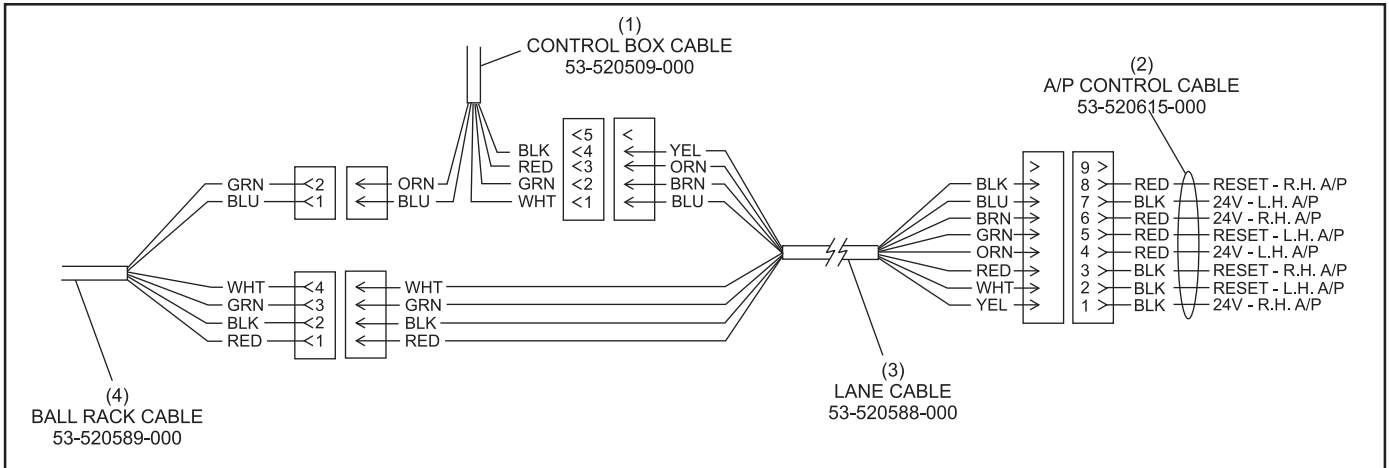 (1)
CONTROL BOX CABLE
53-520509-000
(2)
A/P CONTROL CABLE
53-520615-000
GRN <2 ORN
BLU <1 BLU
<5 <
BLK <4 YEL
RED <3 ORN
GRN <2 BRN
WHT <1 BLU
WHT <4 WHT
GRN <3 GRN
BLK <2 BLK
RED <1 RED
> 9 >
BLK 8 > RED RESET - R.H. A/P
BLU 7 > BLK 24V - L.H. A/P
BRN 6 > RED 24V - R.H. A/P
GRN 5 > RED RESET - L.H. A/P
ORN 4 > RED 24V - L.H. A/P
RED 3 > BLK RESET - R.H. A/P
WHT 2 > BLK RESET - L.H. A/P
YEL 1 > BLK 24V - R.H. A/P
(3)
LANE CABLE
53-520588-000
(4)
BALL RACK CABLE
53-520589-000